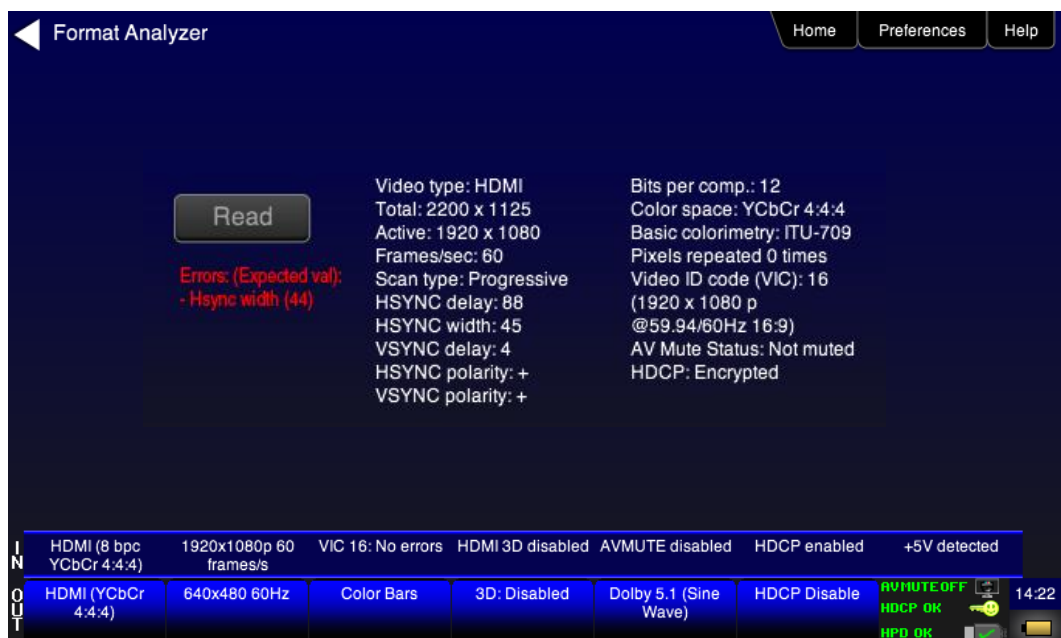 Format Analyzer
Home
Preferences
Help
Read
Errors: (Expected val):
- Hsync width (44)
Video type: HDMI
Total: 2200 x 1125
Active: 1920 x 1080
Frames/sec: 60
Scan type: Progressive
HSYNC delay: 88
HSYNC width: 45
VSYNC delay: 4
HSYNC polarity: +
VSYNC polarity: +
Bits per comp.: 12
Color space: YCbCr 4:4:4
Basic colorimetry: ITU-709
Pixels repeated 0 times
Video ID code (VIC): 16
(1920 x 1080 p
@59.94/60Hz 16:9)
AV Mute Status: Not muted
HDCP: Encrypted
IN
HDMI (8 bpc
YCbCr 4:4:4)
1920x1080p 60
frames/s
VIC 16: No errors
HDMI 3D disabled
AVMUTE disabled
HDCP enabled
+5V detected
OUT
HDMI (YCbCr
4:4:4)
640x480 60Hz
Color Bars
3D: Disabled
Dolby 5.1 (Sine
Wave)
HDCP Disable
AVMUTEOFF
HDCP OK
HPD OK
14:22